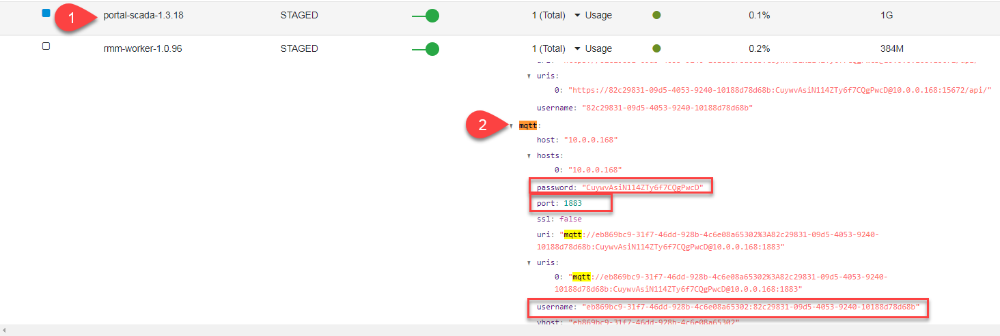 1 portal-scada-1.3.18 STAGED 1 (Total) Usage 0.1% 1G
rmm-worker-1.0.96 STAGED 1 (Total) Usage 0.2% 384M
uris:
0: "https://82c29831-09d5-4053-9240-10188d78d68b:CuywvAsiN114ZTy6f7CQgPwcD@10.0.0.168:15672/api/"
username: "82c29831-09d5-4053-9240-10188d78d68b"
2 mqtt:
host: "10.0.0.168"
hosts:
0: "10.0.0.168"
password: "CuywvAsiN114ZTy6f7CQgPwcD"
port: 1883
ssl: false
uri: "mqtt://eb869bc9-31f7-46dd-928b-4c6e08a65302%3A82c29831-09d5-4053-9240-
10188d78d68b:CuywvAsiN114ZTy6f7CQgPwcD@10.0.0.168:1883"
uris:
0: "mqtt://eb869bc9-31f7-46dd-928b-4c6e08a65302%3A82c29831-09d5-4053-9240-
10188d78d68b:CuywvAsiN114ZTy6f7CQgPwcD@10.0.0.168:1883"
username: "eb869bc9-31f7-46dd-928b-4c6e08a65302:82c29831-09d5-4053-9240-10188d78d68b"
vhost: "eb869bc9-31f7-46dd-928b-4c6e08a65302"